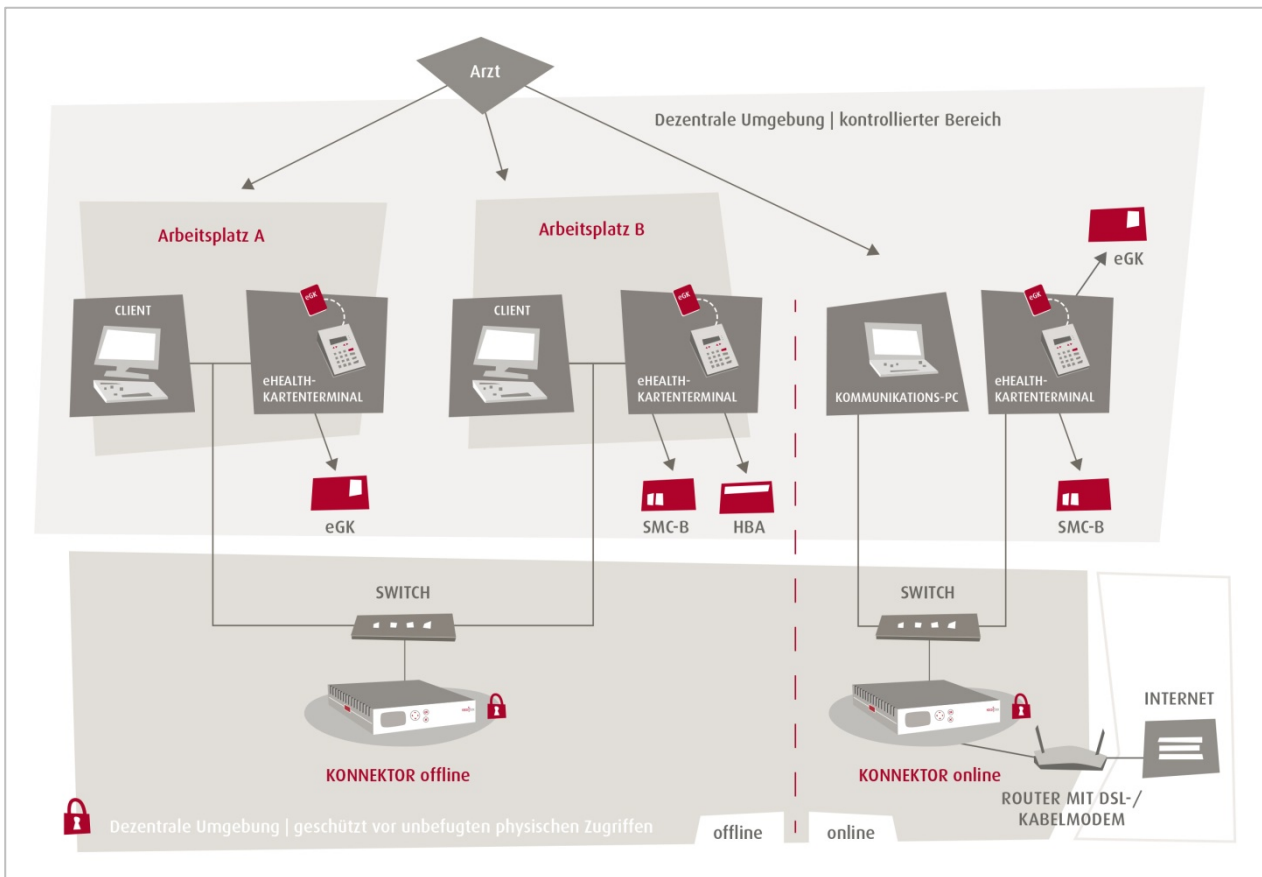 Arzt
Dezentrale Umgebung | kontrollierter Bereich
Arbeitsplatz A
Arbeitsplatz B
eGK
CLIENT
eGK
eHEALTH-
KARTENTERMINAL
CLIENT
eGK
eHEALTH-
KARTENTERMINAL
KOMMUNIKATIONS-PC
eGK
eHEALTH-
KARTENTERMINAL
eGK
SMC-B
HBA
SMC-B
SWITCH
SWITCH
INTERNET
KONNEKTOR offline
KONNEKTOR online
ROUTER MIT DSL-/
KABELMODEM
Dezentrale Umgebung | geschützt vor unbefugten physischen Zugriffen
offline
online